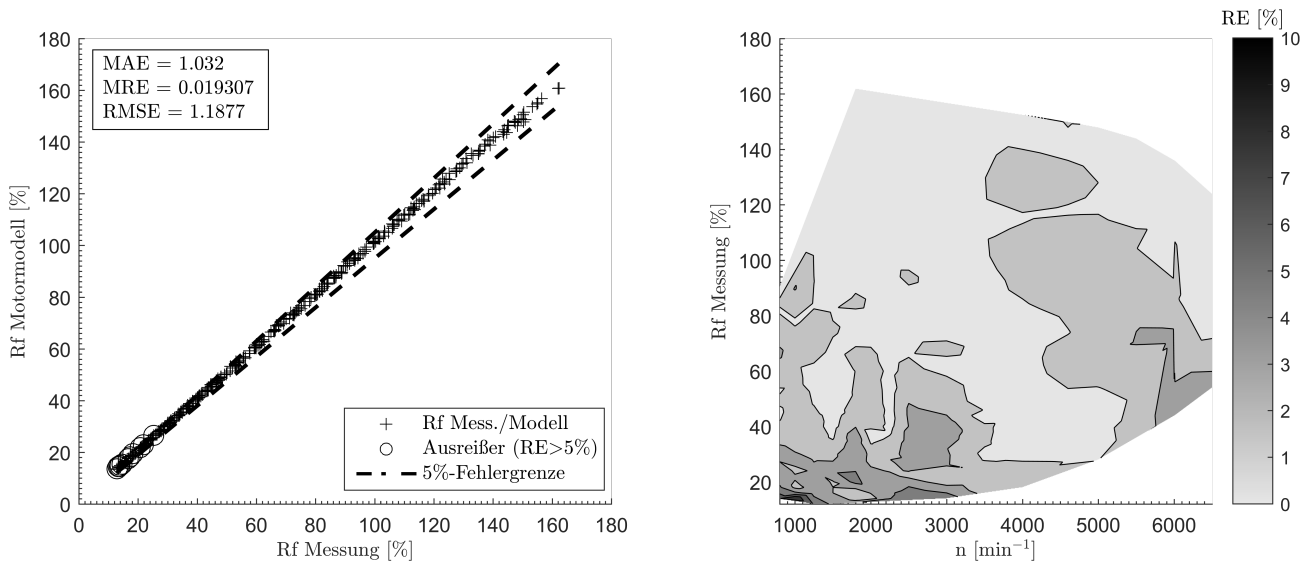 MAE = 1.032
MRE = 0.019307
RMSE = 1.1877
180
160
140
120
100
80
60
40
20
0
Rf Motormodell [%]
+ Rf Mess./Modell
○ Ausreißer (RE>5%)
5%-Fehlergrenze
0 20 40 60 80 100 120 140 160 180
Rf Messung [%]
180
160
140
120
100
80
60
40
20
Rf Messung [%]
1000 2000 3000 4000 5000 6000
n [min⁻¹]
RE [%]
10
9
8
7
6
5
4
3
2
1
0